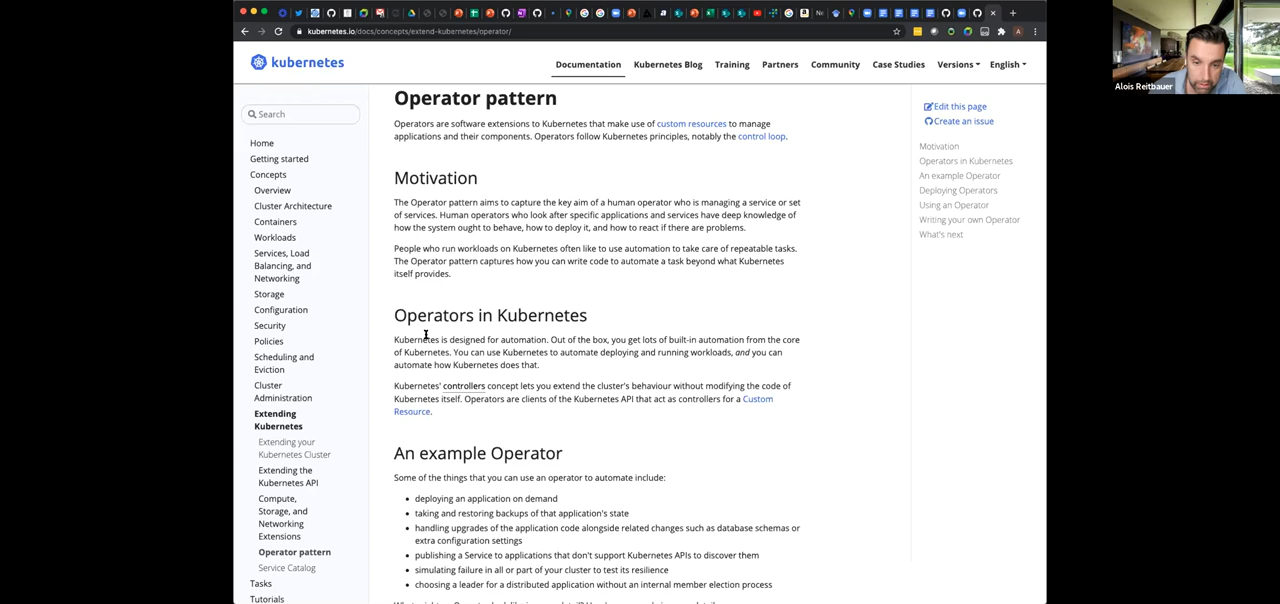 kubernetes.io/docs/concepts/extend-kubernetes/operator/
kubernetes
Documentation
Kubernetes Blog
Training
Partners
Community
Case Studies
Versions
English
Search
Home
Getting started
Concepts
Overview
Cluster Architecture
Containers
Workloads
Services, Load
Balancing, and
Networking
Storage
Configuration
Security
Policies
Scheduling and
Eviction
Cluster
Administration
Extending
Kubernetes
Extending your
Kubernetes Cluster
Extending the
Kubernetes API
Compute,
Storage, and
Networking
Extensions
Operator pattern
Service Catalog
Tasks
Tutorials
Operator pattern
Operators are software extensions to Kubernetes that make use of custom resources to manage
applications and their components. Operators follow Kubernetes principles, notably the control loop.
Motivation
The Operator pattern aims to capture the key aim of a human operator who is managing a service or set
of services. Human operators who look after specific applications and services have deep knowledge of
how the system ought to behave, how to deploy it, and how to react if there are problems.
People who run workloads on Kubernetes often like to use automation to take care of repeatable tasks.
The Operator pattern captures how you can write code to automate a task beyond what Kubernetes
itself provides.
Operators in Kubernetes
Kubernetes is designed for automation. Out of the box, you get lots of built-in automation from the core
of Kubernetes. You can use Kubernetes to automate deploying and running workloads, and you can
automate how Kubernetes does that.
Kubernetes' controllers concept lets you extend the cluster's behaviour without modifying the code of
Kubernetes itself. Operators are clients of the Kubernetes API that act as controllers for a Custom
Resource.
An example Operator
Some of the things that you can use an operator to automate include:
• deploying an application on demand
• taking and restoring backups of that application's state
• handling upgrades of the application code alongside related changes such as database schemas or
extra configuration settings
• publishing a Service to applications that don't support Kubernetes APIs to discover them
• simulating failure in all or part of your cluster to test its resilience
• choosing a leader for a distributed application without an internal member election process
Edit this page
Create an issue
Motivation
Operators in Kubernetes
An example Operator
Deploying Operators
Using an Operator
Writing your own Operator
What's next
Alois Reitbauer